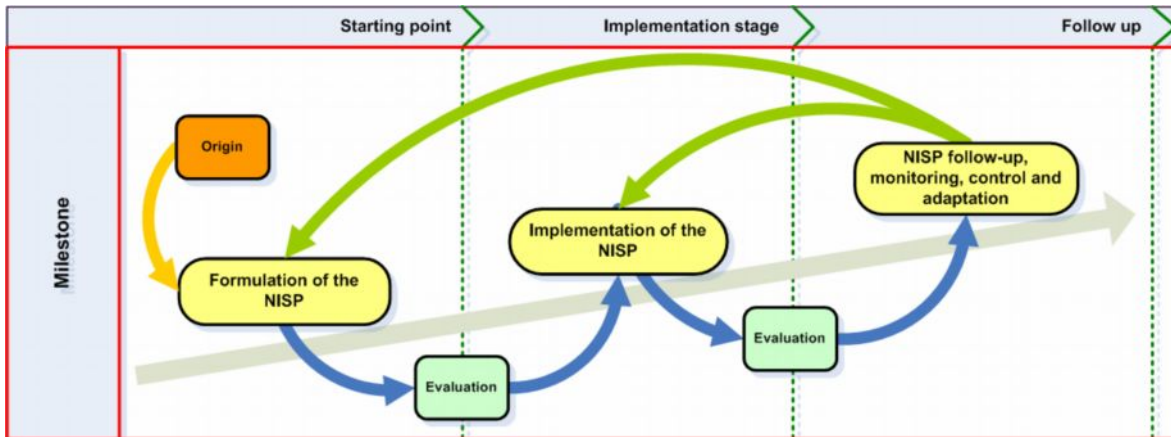 Starting point
Implementation stage
Follow up
Milestone
Origin
NISP follow-up,
monitoring, control and
adaptation
Implementation of the
NISP
Formulation of the
NISP
Evaluation
Evaluation